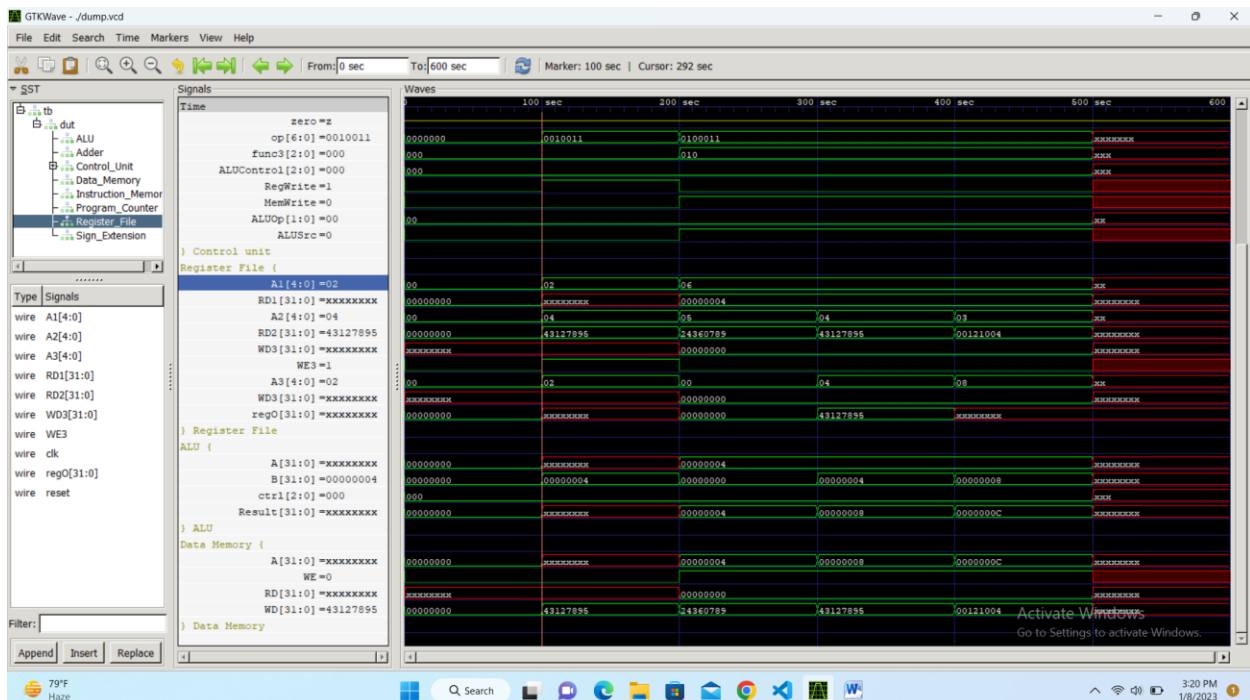 GTKWave - ./dump.vcd
File Edit Search Time Markers View Help
From: 0 sec To: 600 sec Marker: 100 sec | Cursor: 292 sec
SST
tb
dut
ALU
Adder
Control_Unit
Data_Memory
Instruction_Memor
Program_Counter
Register_File
Sign_Extension
Type Signals
wire A1[4:0]
wire A2[4:0]
wire A3[4:0]
wire RD1[31:0]
wire RD2[31:0]
wire WD3[31:0]
wire WE3
wire clk
wire regO[31:0]
wire reset
Filter:
Append Insert Replace
Signals
Time
zero=z
op[6:0]=0010011
func3[2:0]=000
ALUControl[2:0]=000
RegWrite=1
MemWrite=0
ALUOp[1:0]=00
ALUSrc=0
} Control unit
Register File {
A1[4:0]=02
RD1[31:0]=xxxxxxxx
A2[4:0]=04
RD2[31:0]=43127895
WD3[31:0]=xxxxxxxx
WE3=1
A3[4:0]=02
WD3[31:0]=xxxxxxxx
regO[31:0]=xxxxxxxx
} Register File
ALU {
A[31:0]=xxxxxxxx
B[31:0]=00000004
ctrl[2:0]=000
Result[31:0]=xxxxxxxx
} ALU
Data Memory {
A[31:0]=xxxxxxxx
WE=0
RD[31:0]=xxxxxxxx
WD[31:0]=43127895
} Data Memory
Waves
0 100 sec 200 sec 300 sec 400 sec 500 sec 600
0000000 0010011 0100011 xxxxxxx
000 010 xxx
000 xxx
00 xx
00 02 06 xx
00000000 xxxxxxxx 00000004 xxxxxxxx
00 04 05 04 03 xx
00000000 43127895 24360789 43127895 00121004 xxxxxxxx
xxxxxxxx 00000000 xxxxxxxx
00 02 00 04 08 xx
xxxxxxxx 00000000 xxxxxxxx
00000000 xxxxxxxx 00000000 43127895 xxxxxxxx
00000000 xxxxxxxx 00000004 xxxxxxxx
00000000 00000004 00000000 00000004 00000008 xxxxxxxx
000 xxx
00000000 xxxxxxxx 00000004 00000008 0000000C xxxxxxxx
00000000 xxxxxxxx 00000004 00000008 0000000C xxxxxxxx
xxxxxxxx 00000000 xxxxxxxx
00000000 43127895 24360789 43127895 00121004 xxxxxxxx
Activate Windows
Go to Settings to activate Windows.
79°F
Haze
Search
3:20 PM
1/8/2023